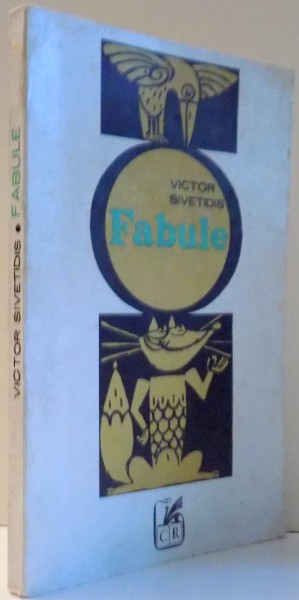 VICTOR SIVETIDIS • FABULE
VICTOR
SIVETIDIS
Fabule
CR